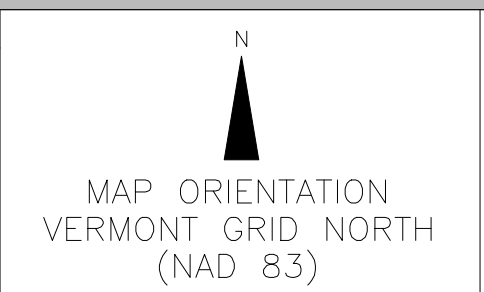 N
MAP ORIENTATION
VERMONT GRID NORTH
(NAD 83)